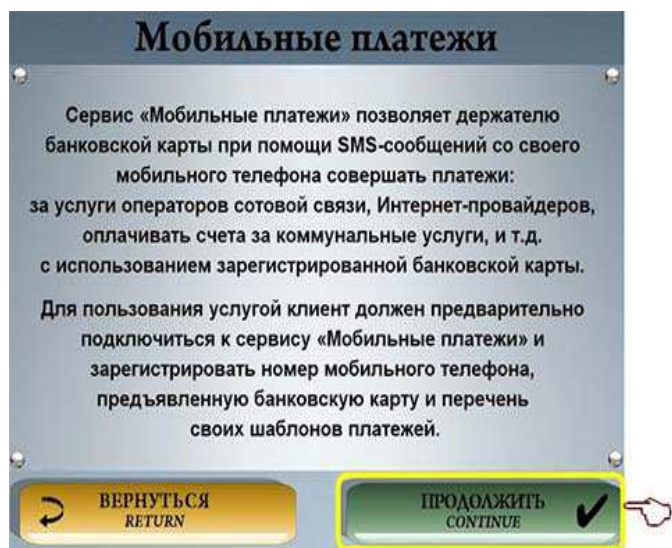 Мобильные платежи
Сервис «Мобильные платежи» позволяет держателю
банковской карты при помощи SMS-сообщений со своего
мобильного телефона совершать платежи:
за услуги операторов сотовой связи, Интернет-провайдеров,
оплачивать счета за коммунальные услуги, и т.д.
с использованием зарегистрированной банковской карты.
Для пользования услугой клиент должен предварительно
подключиться к сервису «Мобильные платежи» и
зарегистрировать номер мобильного телефона,
предъявленную банковскую карту и перечень
своих шаблонов платежей.
ВЕРНУТЬСЯ
RETURN
ПРОДОЛЖИТЬ
CONTINUE